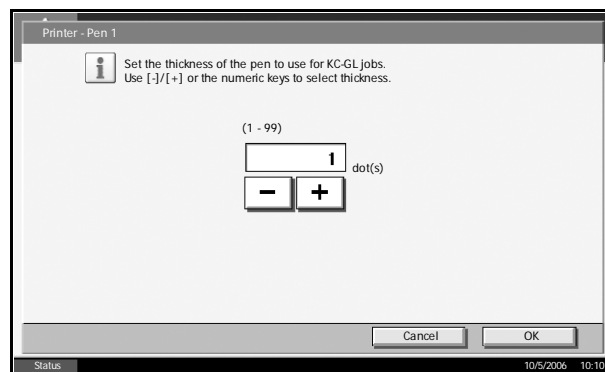 Printer - Pen 1
Set the thickness of the pen to use for KC-GL jobs.
Use [-]/[+] or the numeric keys to select thickness.
(1 - 99)
1
dot(s)
− +
Cancel OK
Status 10/5/2006 10:10